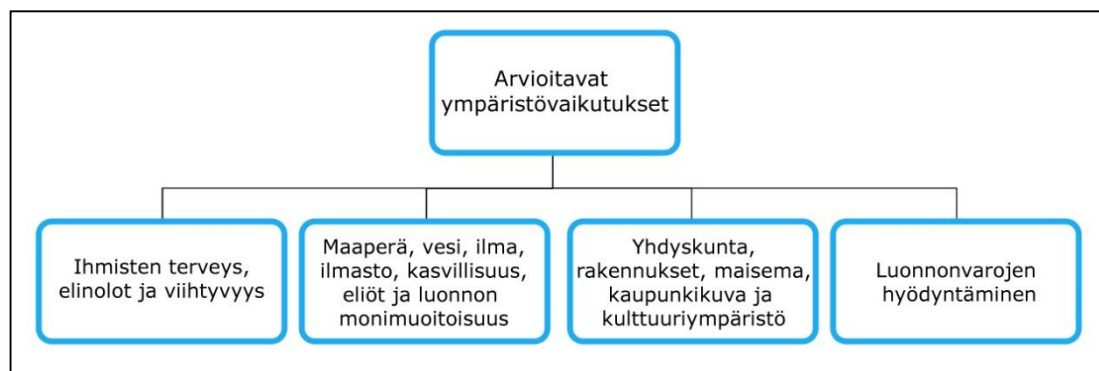 Arvioitavat
ympäristövaikutukset
Ihmisten terveys,
elinolot ja viihtyvyys
Maaperä, vesi, ilma,
ilmasto, kasvillisuus,
eliöt ja luonnon
monimuoitoisuus
Yhdyskunta,
rakennukset, maisema,
kaupunkikuva ja
kulttuuriympäristö
Luonnonvarojen
hyödyntäminen